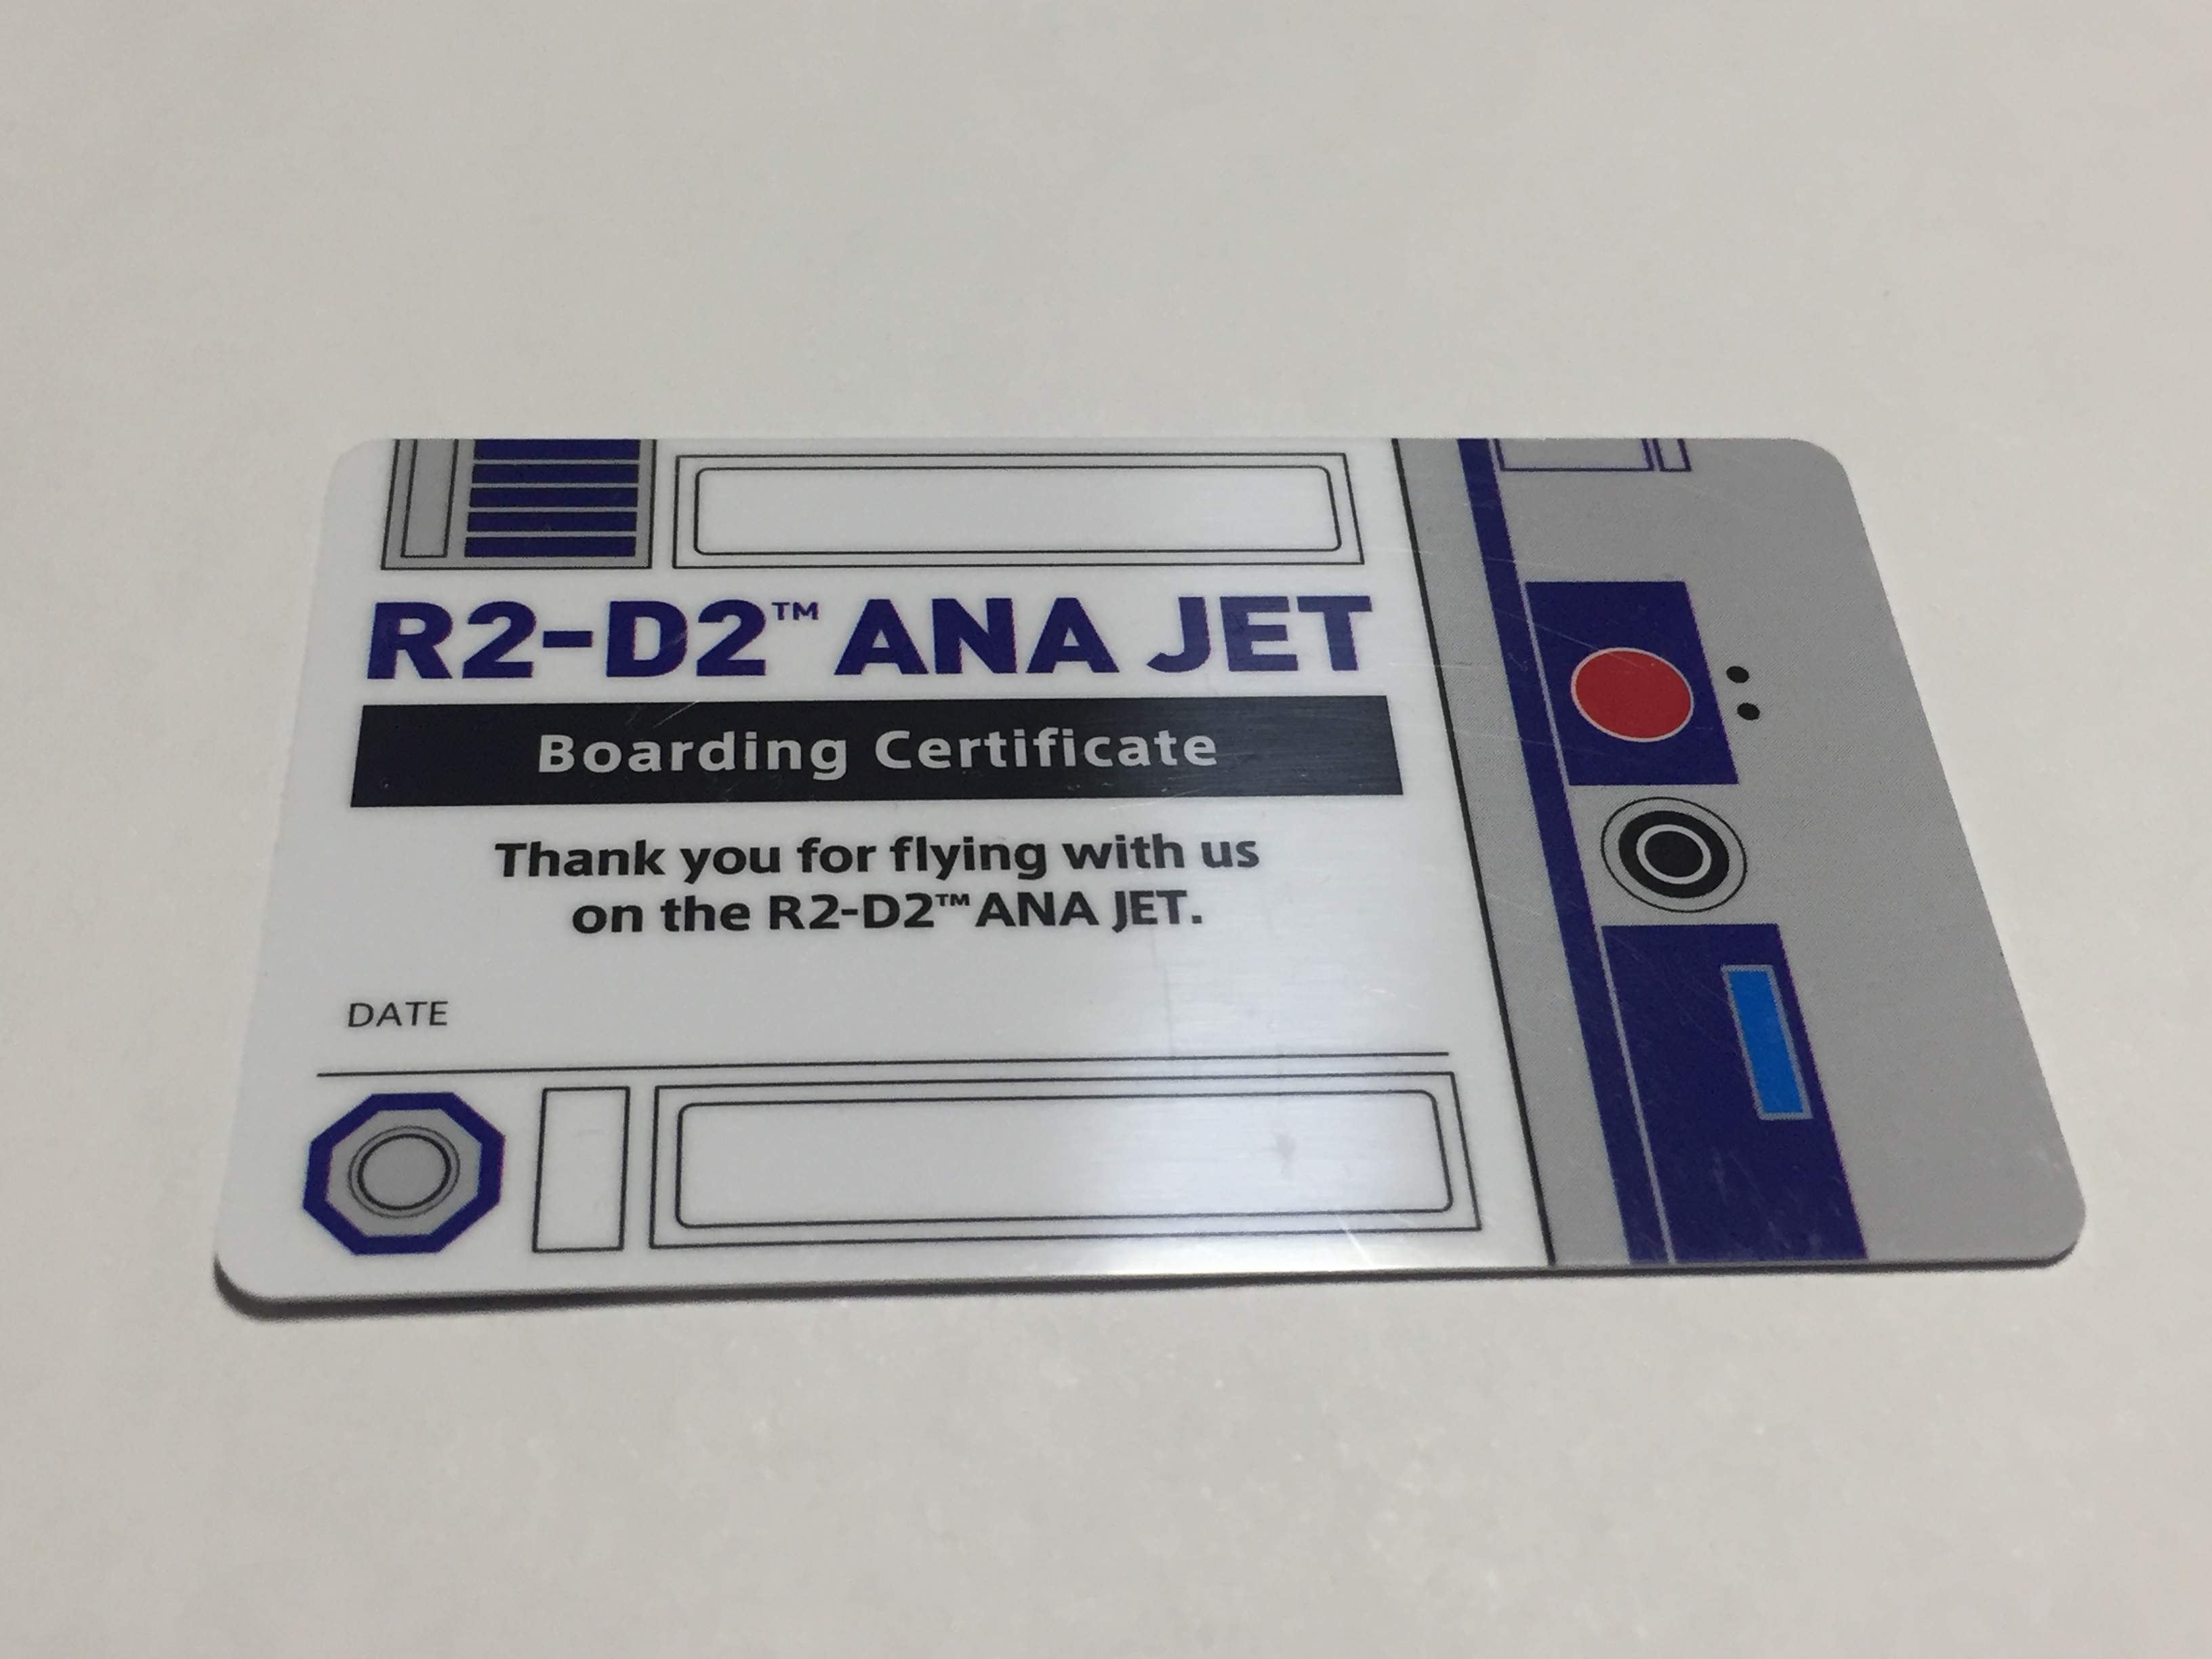 R2-D2™ ANA JET
Boarding Certificate
Thank you for flying with us
on the R2-D2™ ANA JET.
DATE